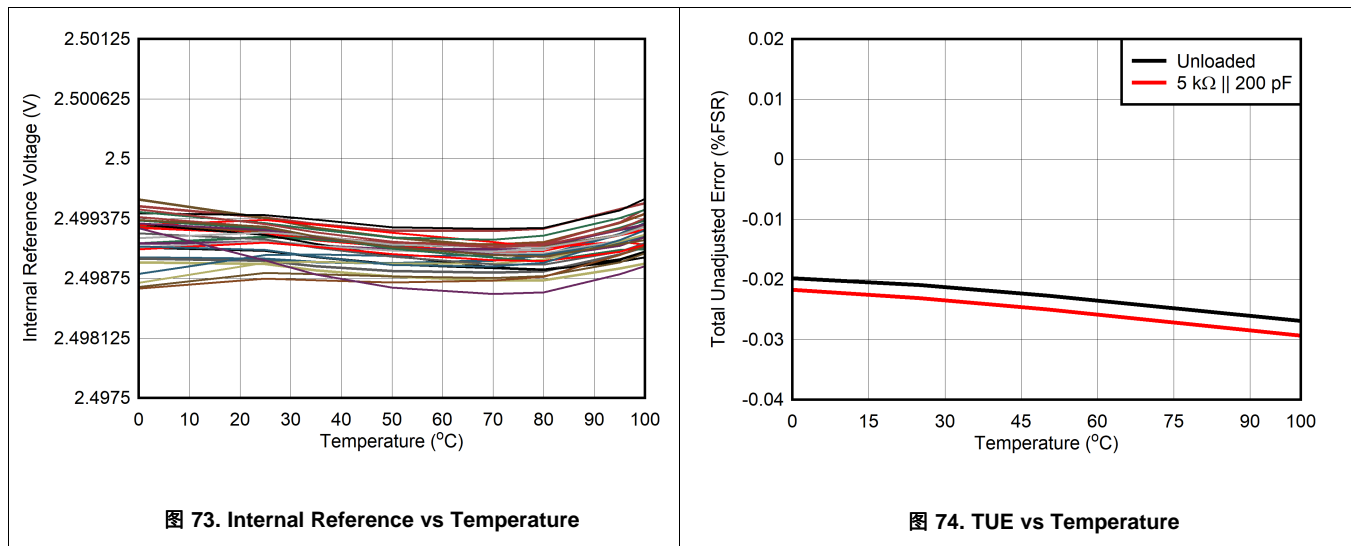 2.50125
2.500625
2.5
2.499375
2.49875
2.498125
2.4975
Internal Reference Voltage (V)
0 10 20 30 40 50 60 70 80 90 100
Temperature (°C)
图 73. Internal Reference vs Temperature
0.02
0.01
0
-0.01
-0.02
-0.03
-0.04
Total Unadjusted Error (%FSR)
Unloaded
5 kΩ || 200 pF
0 15 30 45 60 75 90 100
Temperature (°C)
图 74. TUE vs Temperature